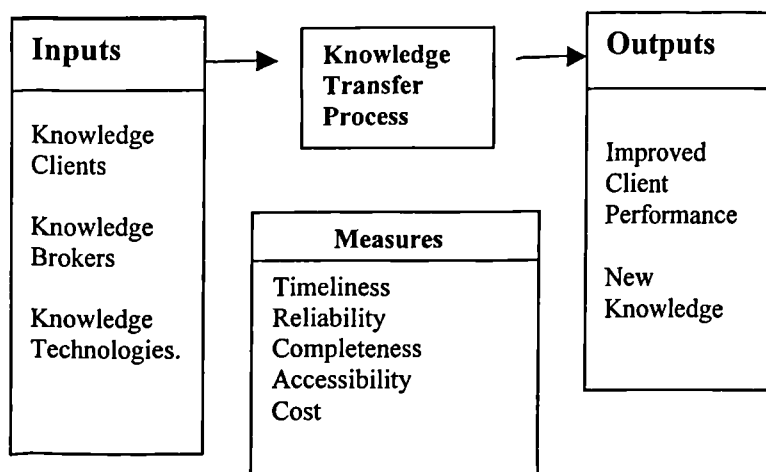 Inputs
Knowledge
Clients
Knowledge
Brokers
Knowledge
Technologies.
Knowledge
Transfer
Process
Measures
Timeliness
Reliability
Completeness
Accessibility
Cost
Outputs
Improved
Client
Performance
New
Knowledge